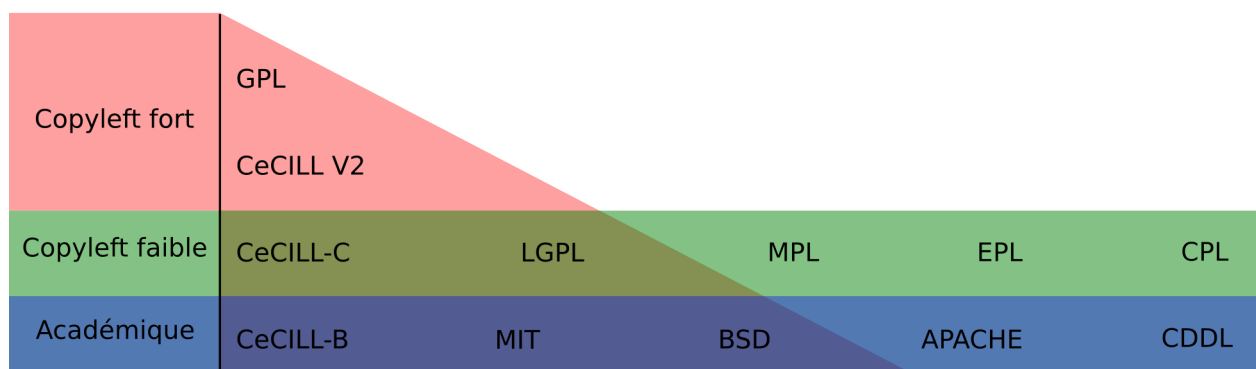 Copyleft fort
GPL
CeCILL V2
Copyleft faible
CeCILL-C LGPL MPL EPL CPL
Académique
CeCILL-B MIT BSD APACHE CDDL